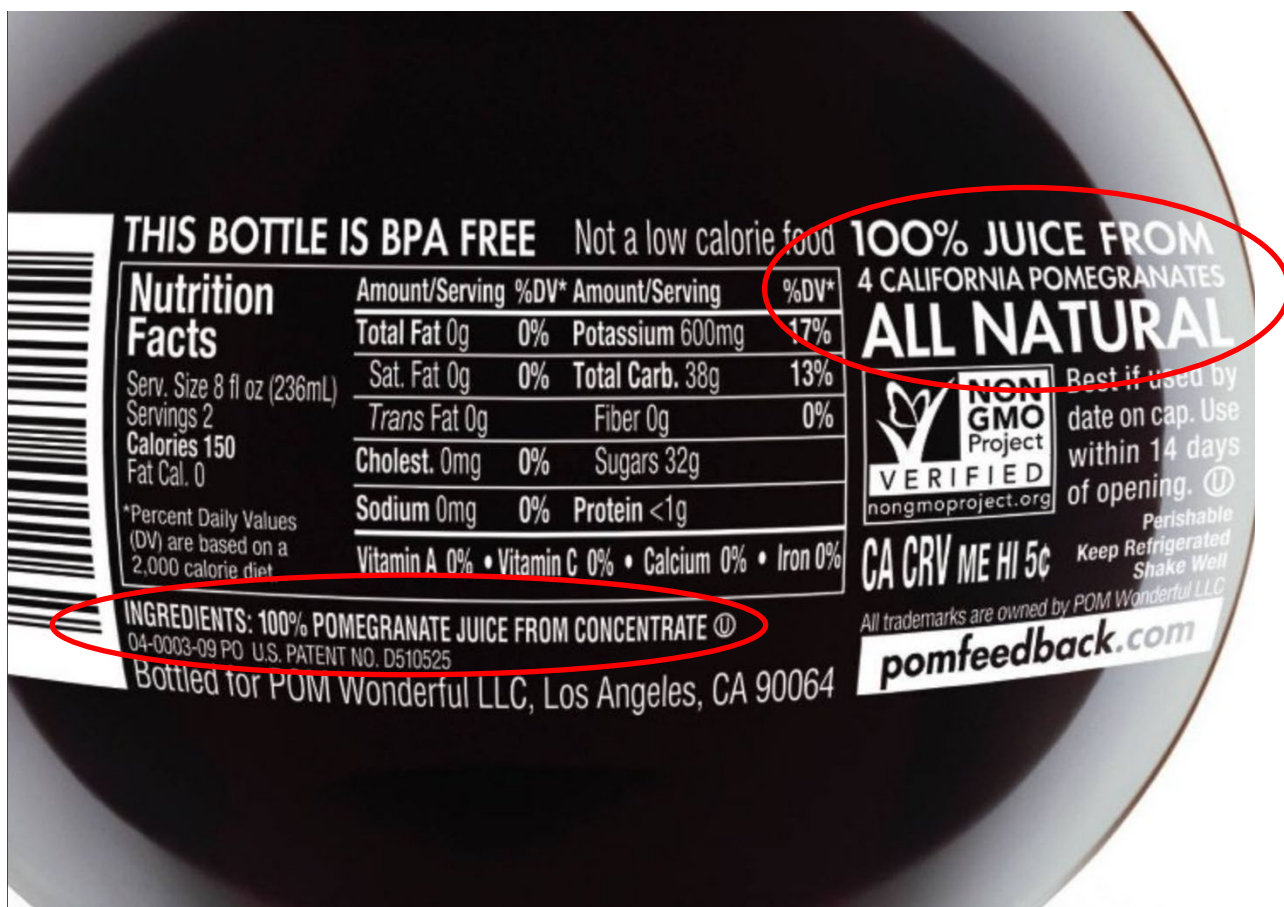 THIS BOTTLE IS BPA FREE Not a low calorie food
Nutrition
Facts
Serv. Size 8 fl oz (236mL)
Servings 2
Calories 150
Fat Cal. 0
*Percent Daily Values
(DV) are based on a
2,000 calorie diet
Amount/Serving %DV* Amount/Serving %DV*
Total Fat 0g 0% Potassium 600mg 17%
Sat. Fat 0g 0% Total Carb. 38g 13%
Trans Fat 0g Fiber 0g 0%
Cholest. 0mg 0% Sugars 32g
Sodium 0mg 0% Protein <1g
Vitamin A 0% • Vitamin C 0% • Calcium 0% • Iron 0%
INGREDIENTS: 100% POMEGRANATE JUICE FROM CONCENTRATE Ⓤ
04-0003-09 PO U.S. PATENT NO. D510525
Bottled for POM Wonderful LLC, Los Angeles, CA 90064
100% JUICE FROM
4 CALIFORNIA POMEGRANATES
ALL NATURAL
NON
GMO
Project
VERIFIED
nongmoproject.org
Best if used by
date on cap. Use
within 14 days
of opening. Ⓤ
Perishable
Keep Refrigerated
Shake Well
CA CRV ME HI 5¢
All trademarks are owned by POM Wonderful LLC
pomfeedback.com